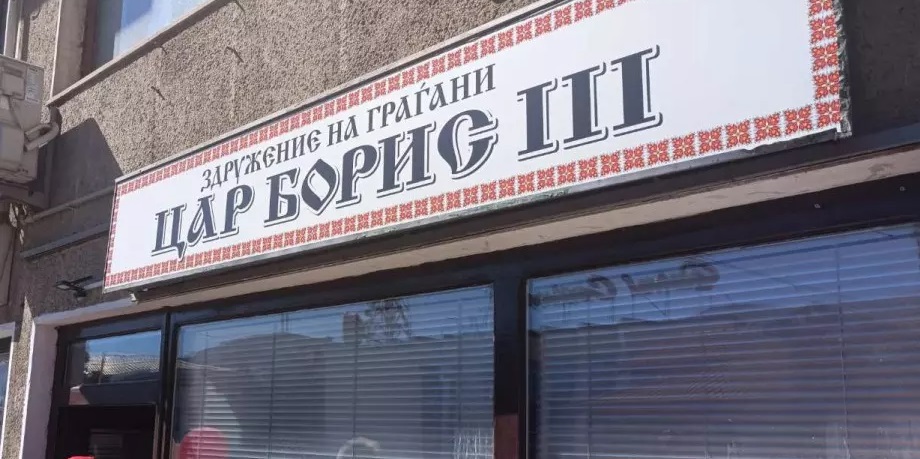 ЗДРУЖЕНИЕ НА ГРАЃАНИ
ЦАР БОРИС III